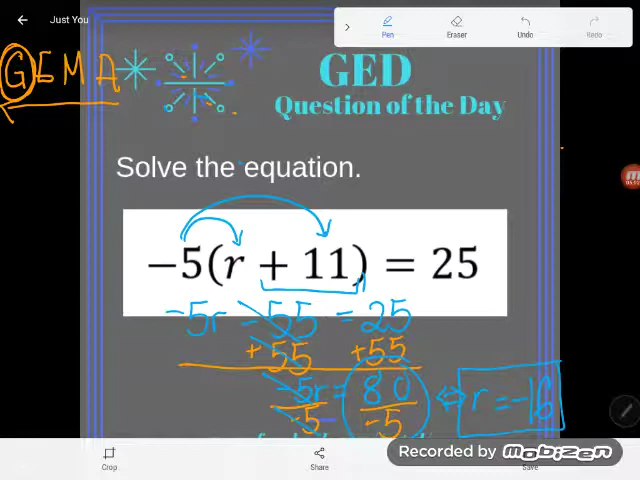 Just You
Pen
Eraser
Undo
Redo
GEMA
GED
Question of the Day
Solve the equation.
−5(r + 11) = 25
-5r - 55 = 25
+55 +55
-5r = 80 ⇔ r = -16
-5 -5
Recorded by
MOBIZEN
Crop
Share
Save